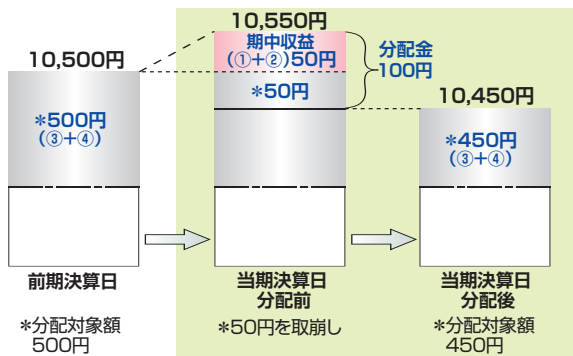 10,500円
＊500円
（③＋④）
前期決算日
＊分配対象額
500円
10,550円
期中収益
（①＋②）50円
＊50円
分配金
100円
当期決算日
分配前
＊50円を取崩し
10,450円
＊450円
（③＋④）
当期決算日
分配後
＊分配対象額
450円